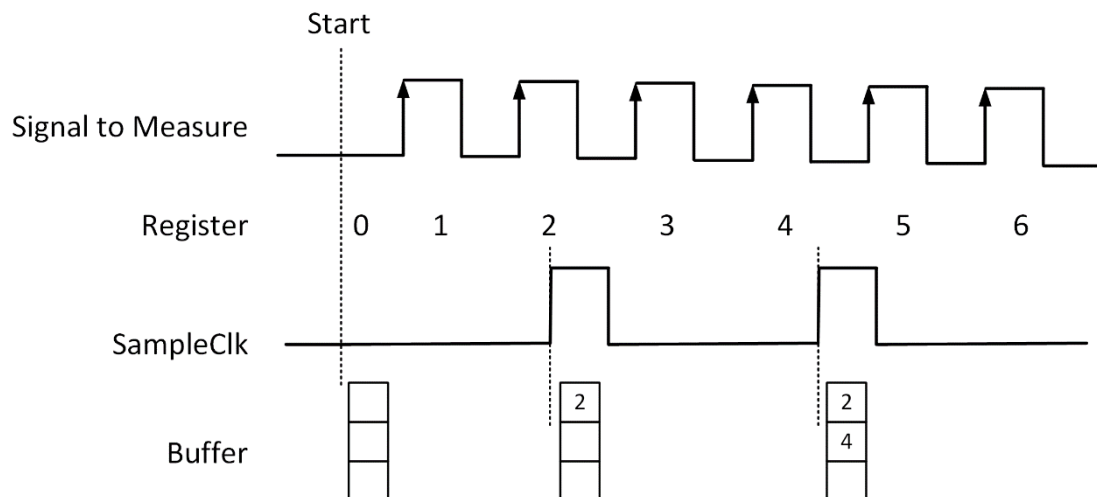 Start
Signal to Measure
Register 0 1 2 3 4 5 6
SampleClk
2 2
4
Buffer